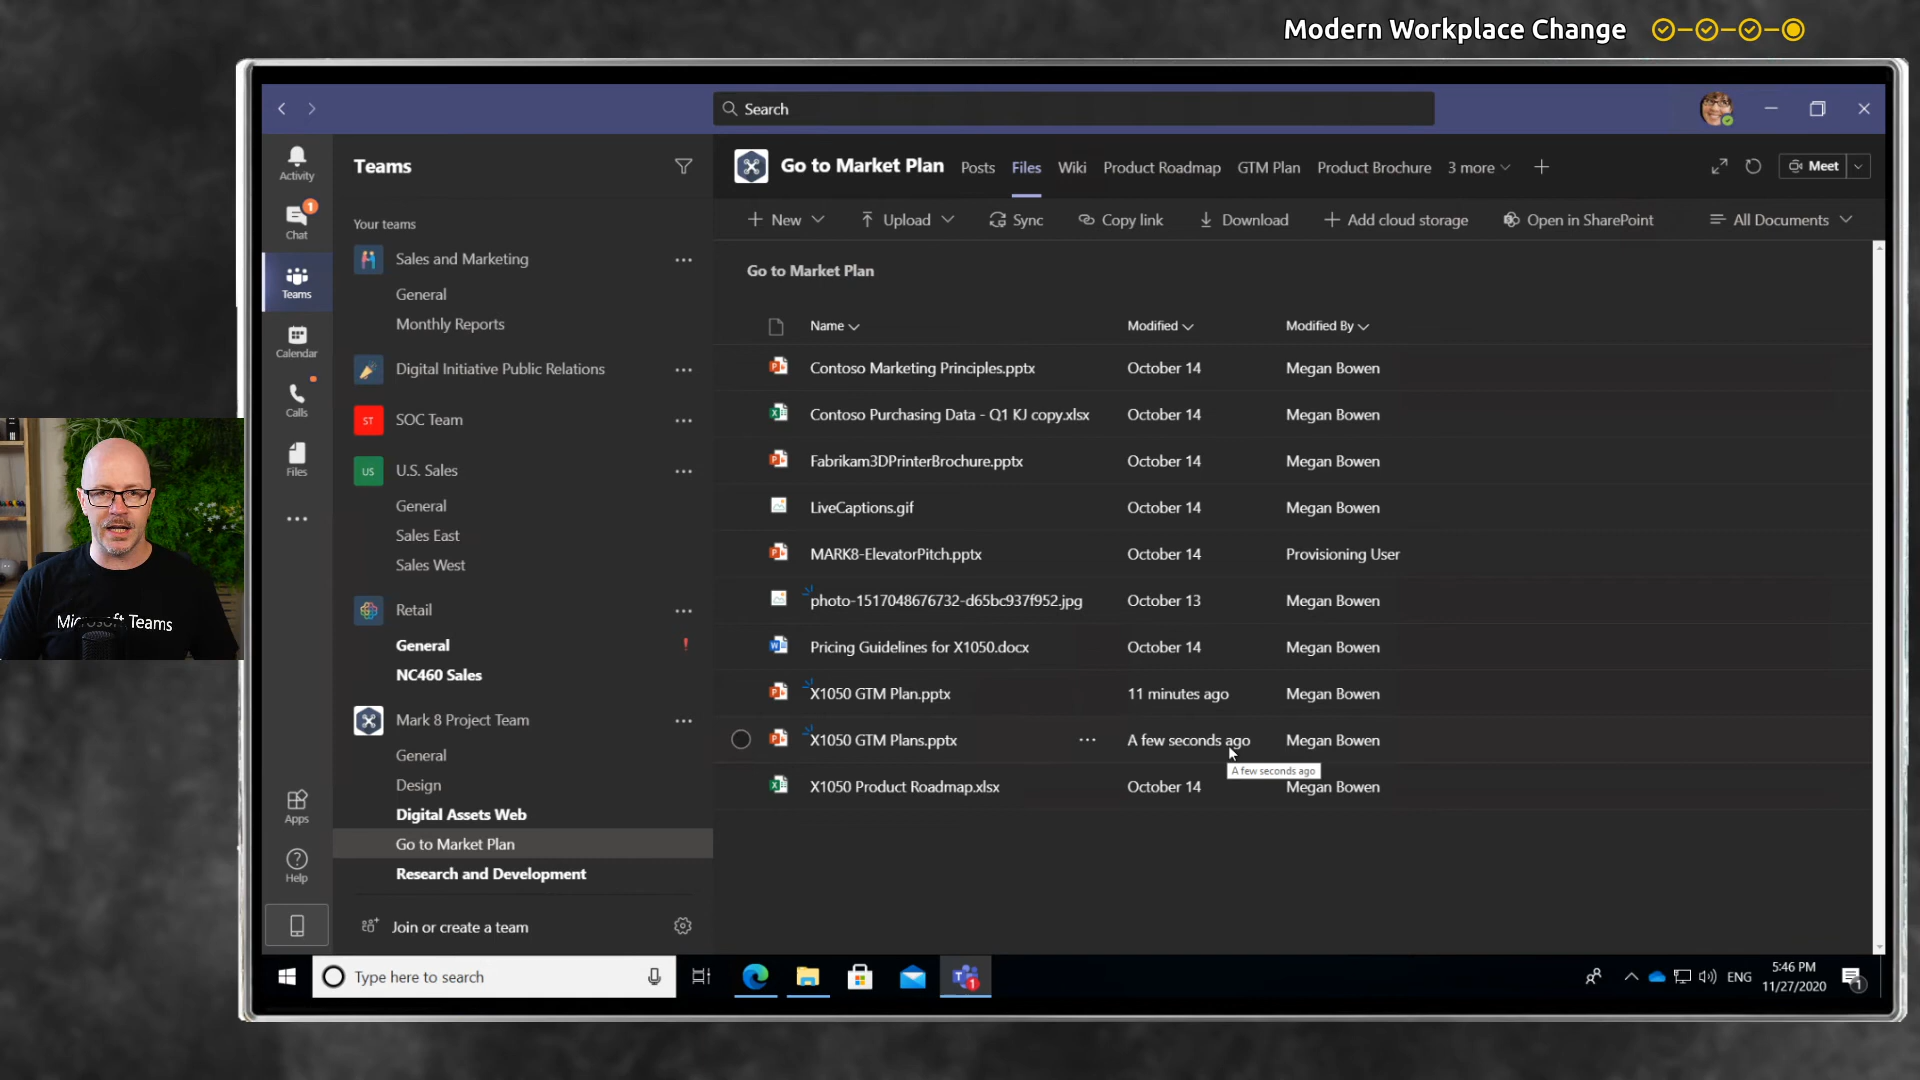 Modern Workplace Change
Search
Activity
Chat
1
Teams
Calendar
Calls
Files
Apps
Help
Teams
Your teams
Sales and Marketing
General
Monthly Reports
Digital Initiative Public Relations
ST SOC Team
US U.S. Sales
General
Sales East
Sales West
Retail
General !
NC460 Sales
Mark 8 Project Team
General
Design
Digital Assets Web
Go to Market Plan
Research and Development
Join or create a team
Go to Market Plan Posts Files Wiki Product Roadmap GTM Plan Product Brochure 3 more + Meet
New Upload Sync Copy link Download Add cloud storage Open in SharePoint All Documents
Go to Market Plan
Name Modified Modified By
Contoso Marketing Principles.pptx October 14 Megan Bowen
Contoso Purchasing Data - Q1 KJ copy.xlsx October 14 Megan Bowen
Fabrikam3DPrinterBrochure.pptx October 14 Megan Bowen
LiveCaptions.gif October 14 Megan Bowen
MARK8-ElevatorPitch.pptx October 14 Provisioning User
photo-1517048676732-d65bc937f952.jpg October 13 Megan Bowen
Pricing Guidelines for X1050.docx October 14 Megan Bowen
X1050 GTM Plan.pptx 11 minutes ago Megan Bowen
X1050 GTM Plans.pptx ... A few seconds ago Megan Bowen
A few seconds ago
X1050 Product Roadmap.xlsx October 14 Megan Bowen
Microsoft Teams
Type here to search
T 1
ENG
5:46 PM
11/27/2020
1